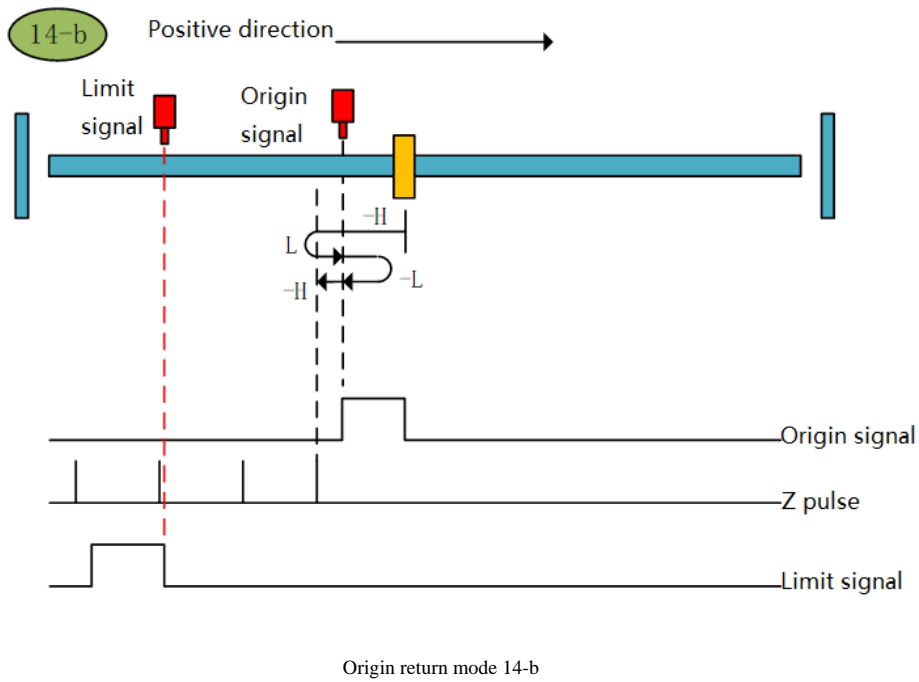 14-b
Positive direction
Limit
signal
Origin
signal
-H
L
-L
-H
Origin signal
Z pulse
Limit signal
Origin return mode 14-b